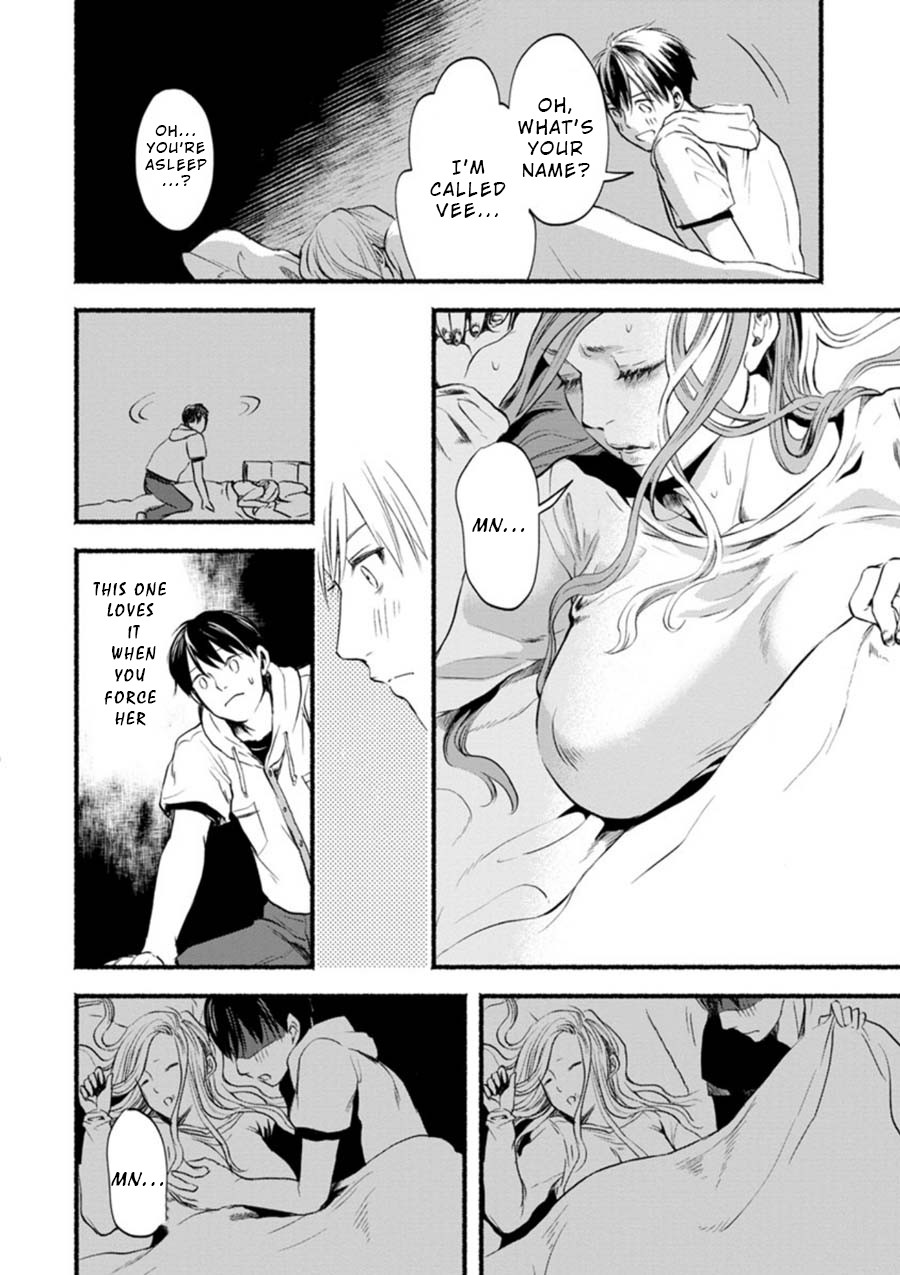 OH,
WHAT'S
YOUR
NAME?
I'M
CALLED
VEE...
OH...
YOU'RE
ASLEEP
...?
MN...
THIS ONE
LOVES
IT
WHEN
YOU
FORCE
HER
MN...